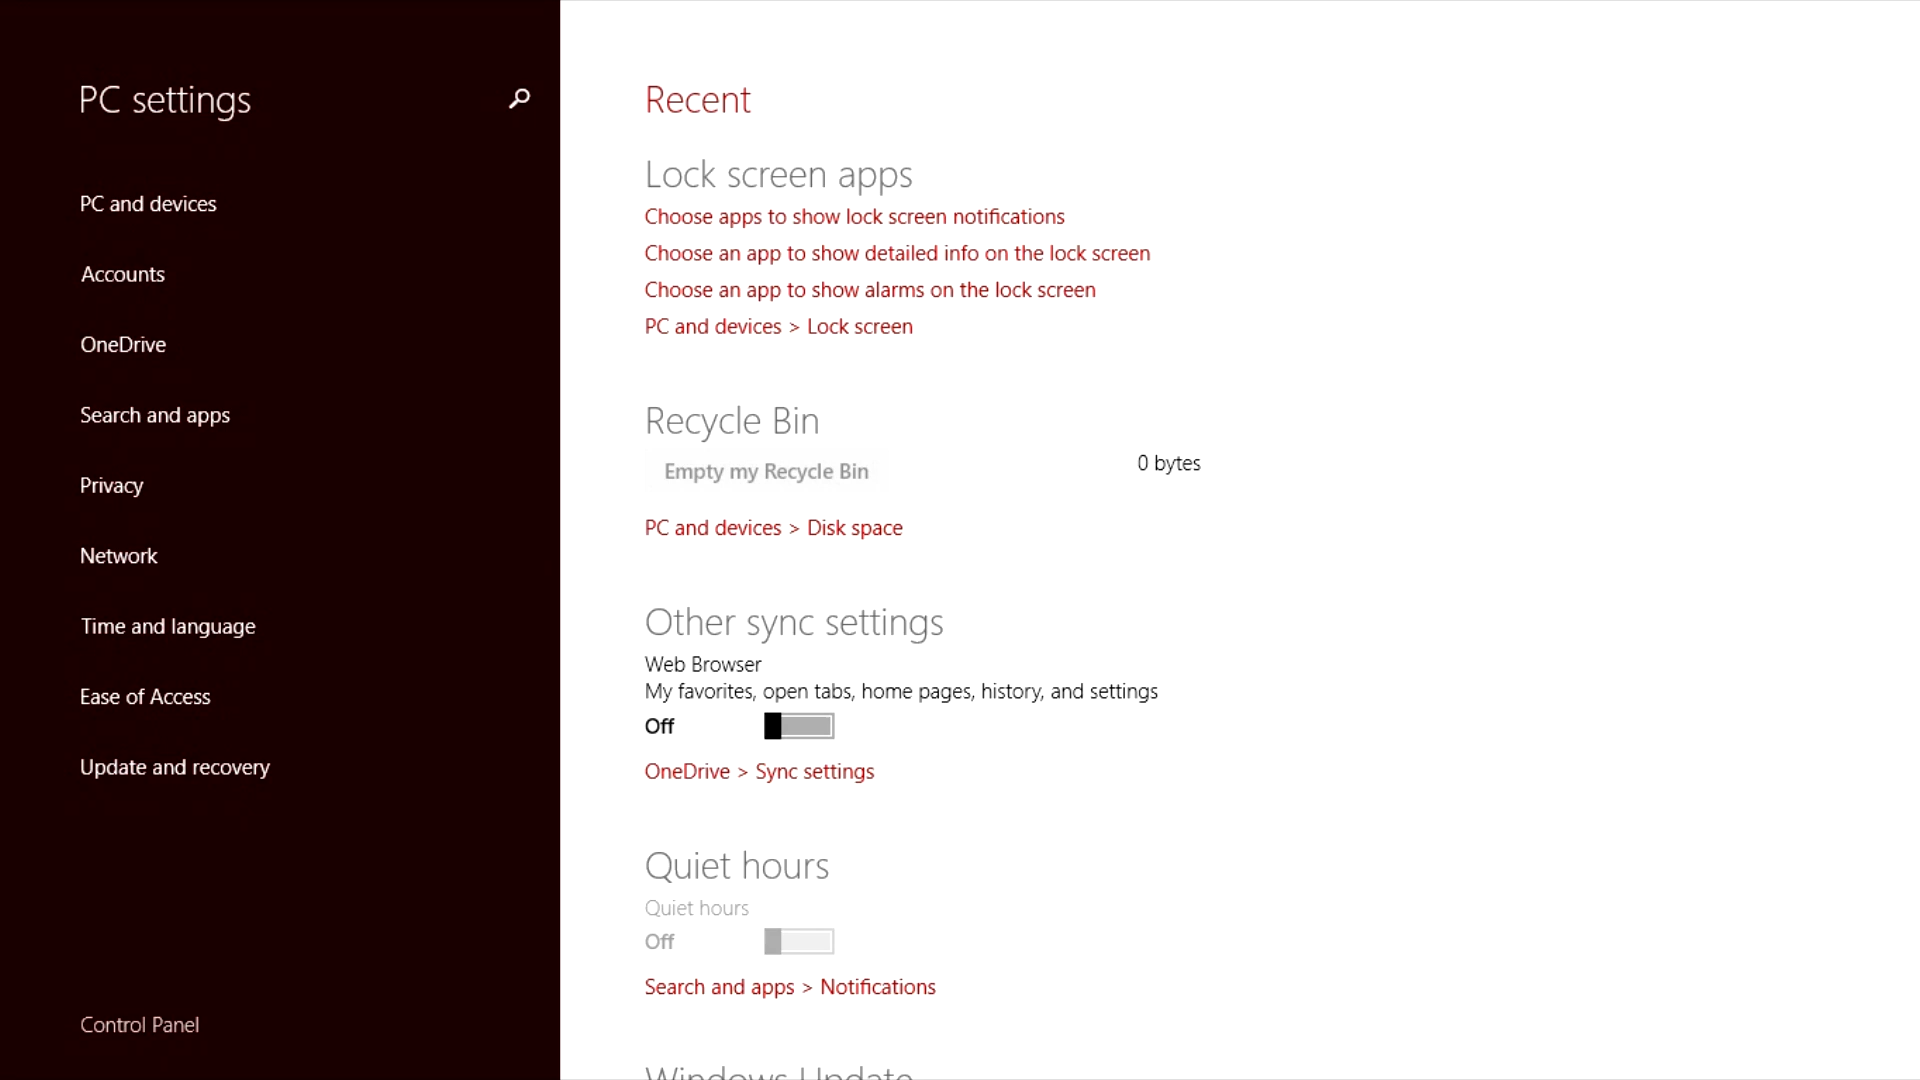 PC settings
PC and devices
Accounts
OneDrive
Search and apps
Privacy
Network
Time and language
Ease of Access
Update and recovery
Control Panel
Recent
Lock screen apps
Choose apps to show lock screen notifications
Choose an app to show detailed info on the lock screen
Choose an app to show alarms on the lock screen
PC and devices > Lock screen
Recycle Bin
Empty my Recycle Bin
0 bytes
PC and devices > Disk space
Other sync settings
Web Browser
My favorites, open tabs, home pages, history, and settings
Off
OneDrive > Sync settings
Quiet hours
Quiet hours
Off
Search and apps > Notifications
Windows Update